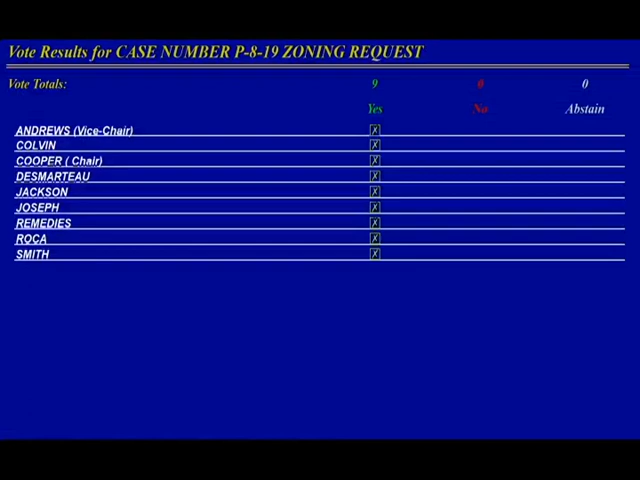 Vote Results for CASE NUMBER P-8-19 ZONING REQUEST
Vote Totals: 9 0 0
Yes No Abstain
ANDREWS (Vice-Chair)
COLVIN
COOPER ( Chair)
DESMARTEAU
JACKSON
JOSEPH
REMEDIES
ROCA
SMITH